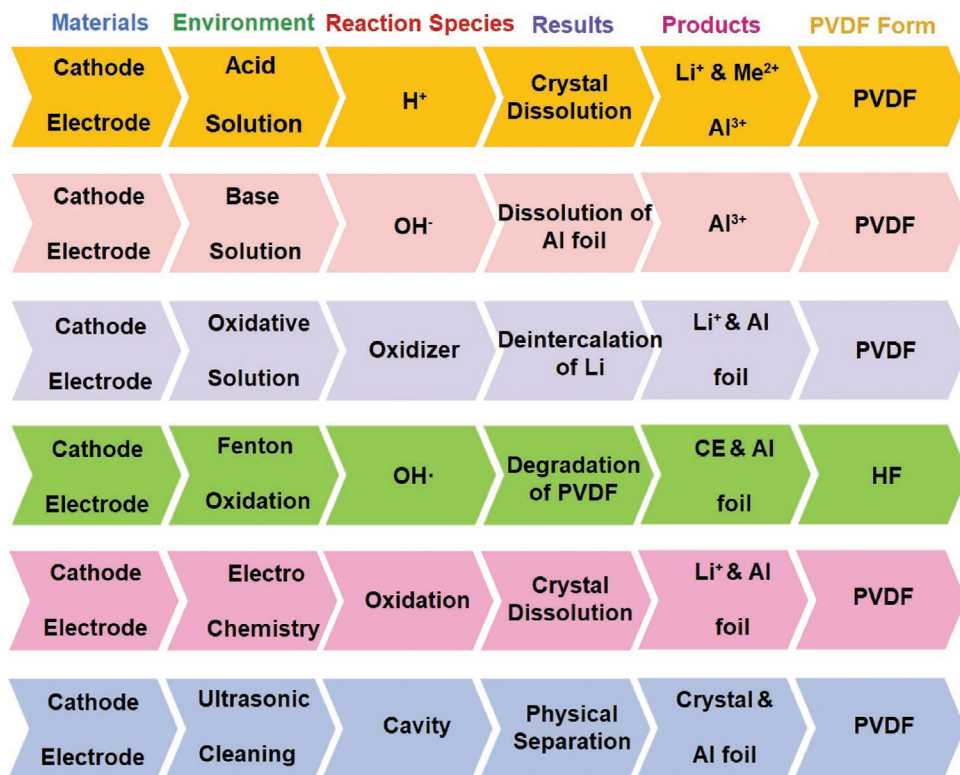 Materials Environment Reaction Species Results Products PVDF Form
Cathode
Electrode
Acid
Solution
H⁺
Crystal
Dissolution
Li⁺ & Me²⁺
Al³⁺
PVDF
Cathode
Electrode
Base
Solution
OH⁻
Dissolution of
Al foil
Al³⁺
PVDF
Cathode
Electrode
Oxidative
Solution
Oxidizer
Deintercalation
of Li
Li⁺ & Al
foil
PVDF
Cathode
Electrode
Fenton
Oxidation
OH·
Degradation
of PVDF
CE & Al
foil
HF
Cathode
Electrode
Electro
Chemistry
Oxidation
Crystal
Dissolution
Li⁺ & Al
foil
PVDF
Cathode
Electrode
Ultrasonic
Cleaning
Cavity
Physical
Separation
Crystal &
Al foil
PVDF